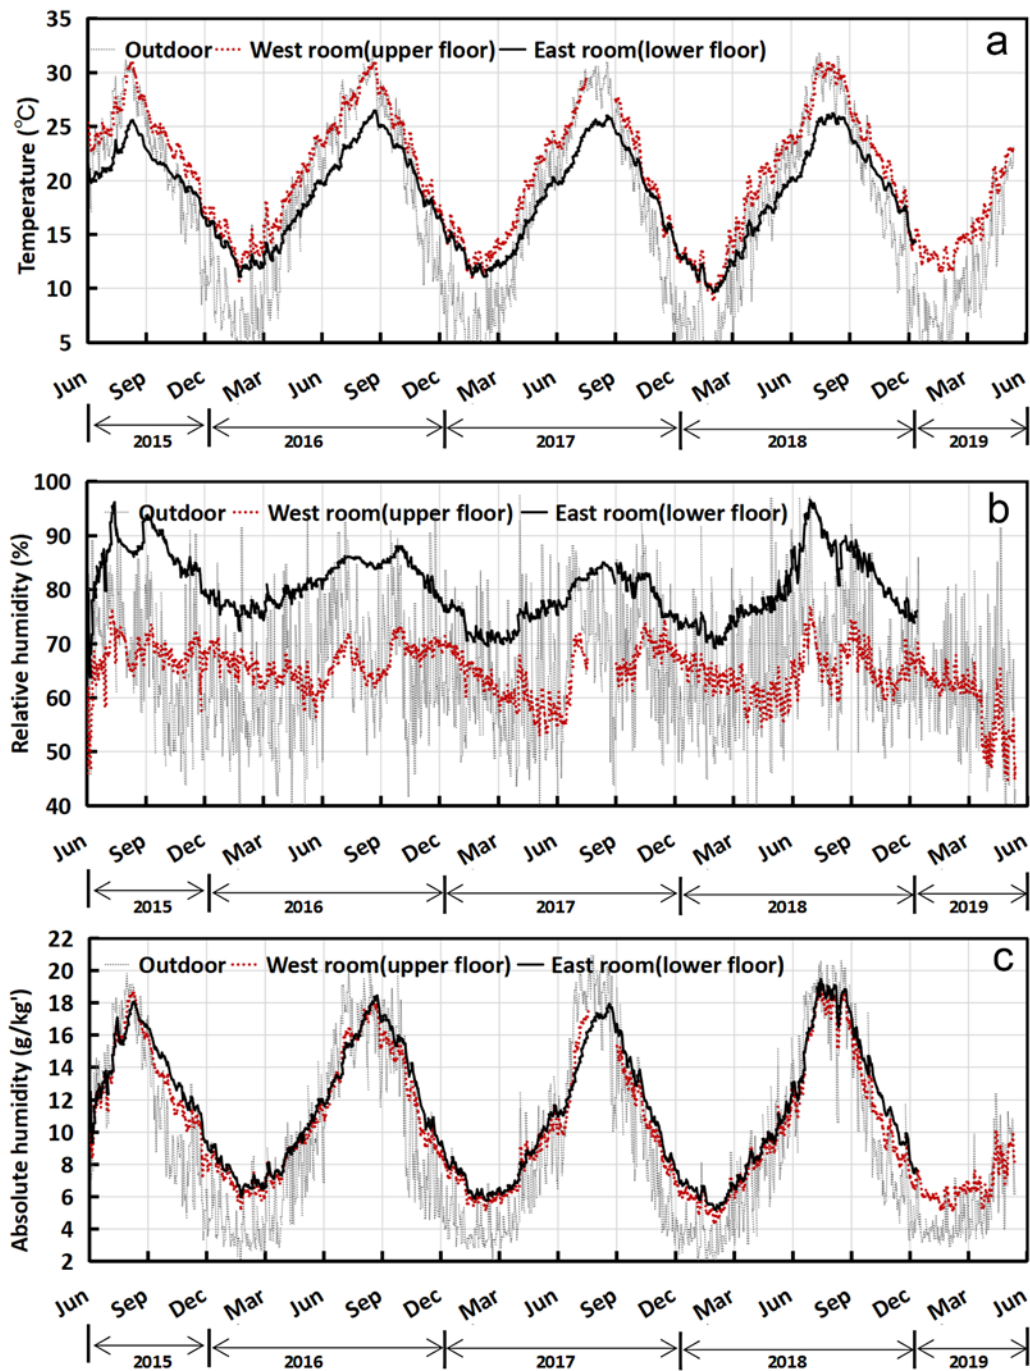 35
30
25
20
15
10
5
Temperature (°C)
Outdoor West room(upper floor) East room(lower floor)
a
Jun Sep Dec Mar Jun Sep Dec Mar Jun Sep Dec Mar Jun Sep Dec Mar Jun
2015 2016 2017 2018 2019
100
90
80
70
60
50
40
Relative humidity (%)
Outdoor West room(upper floor) East room(lower floor)
b
Jun Sep Dec Mar Jun Sep Dec Mar Jun Sep Dec Mar Jun Sep Dec Mar Jun
2015 2016 2017 2018 2019
22
20
18
16
14
12
10
8
6
4
2
Absolute humidity (g/kg')
Outdoor West room(upper floor) East room(lower floor)
c
Jun Sep Dec Mar Jun Sep Dec Mar Jun Sep Dec Mar Jun Sep Dec Mar Jun
2015 2016 2017 2018 2019